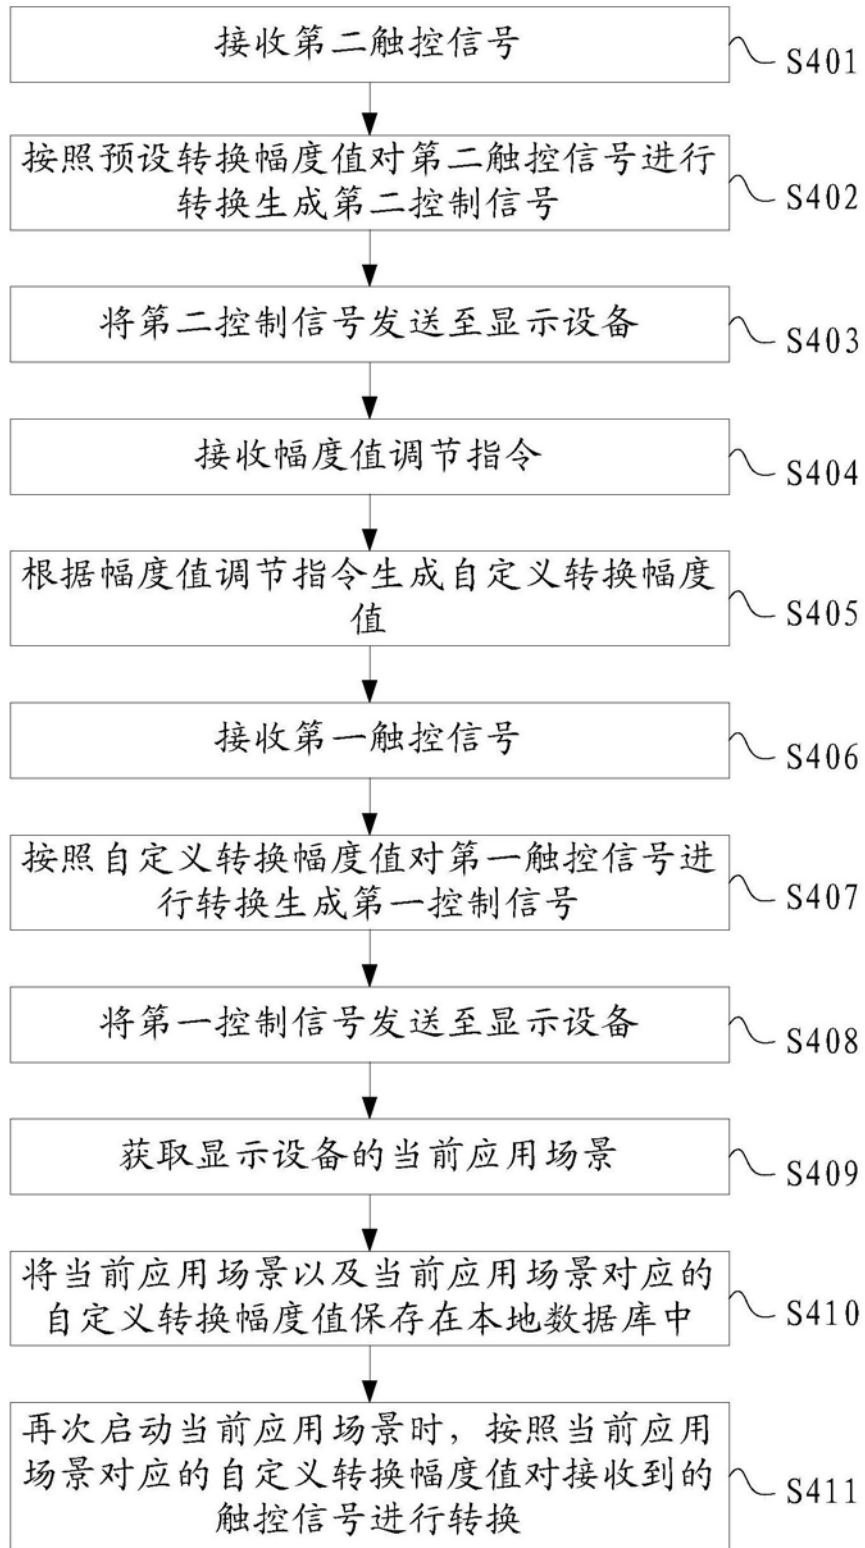 接收第二触控信号
S401
按照预设转换幅度值对第二触控信号进行
转换生成第二控制信号
S402
将第二控制信号发送至显示设备
S403
接收幅度值调节指令
S404
根据幅度值调节指令生成自定义转换幅度
值
S405
接收第一触控信号
S406
按照自定义转换幅度值对第一触控信号进
行转换生成第一控制信号
S407
将第一控制信号发送至显示设备
S408
获取显示设备的当前应用场景
S409
将当前应用场景以及当前应用场景对应的
自定义转换幅度值保存在本地数据库中
S410
再次启动当前应用场景时，按照当前应用
场景对应的自定义转换幅度值对接收到的
触控信号进行转换
S411